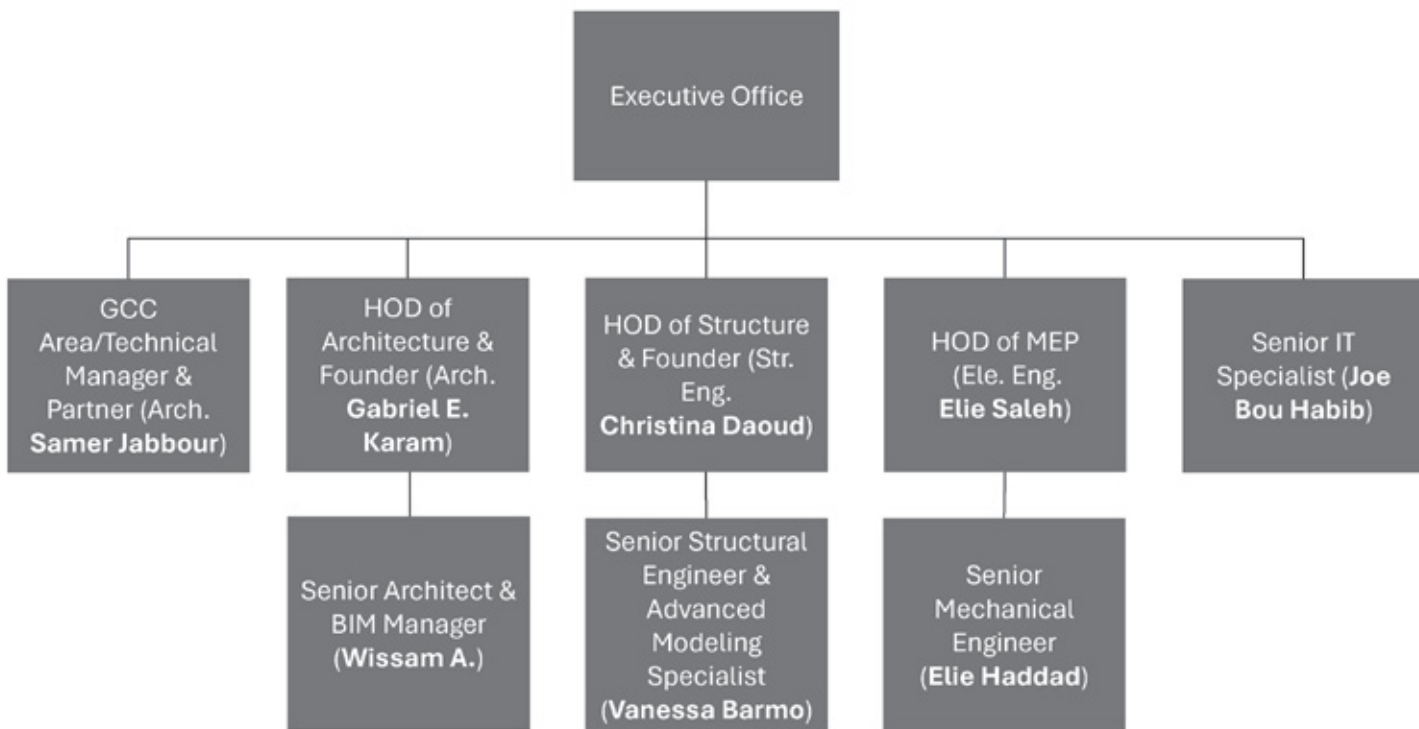 Executive Office
GCC
Area/Technical
Manager &
Partner (Arch.
Samer Jabbour)
HOD of
Architecture &
Founder (Arch.
Gabriel E.
Karam)
HOD of Structure
& Founder (Str.
Eng.
Christina Daoud)
HOD of MEP
(Ele. Eng.
Elie Saleh)
Senior IT
Specialist (Joe
Bou Habib)
Senior Architect &
BIM Manager
(Wissam A.)
Senior Structural
Engineer &
Advanced
Modeling
Specialist
(Vanessa Barmo)
Senior
Mechanical
Engineer
(Elie Haddad)